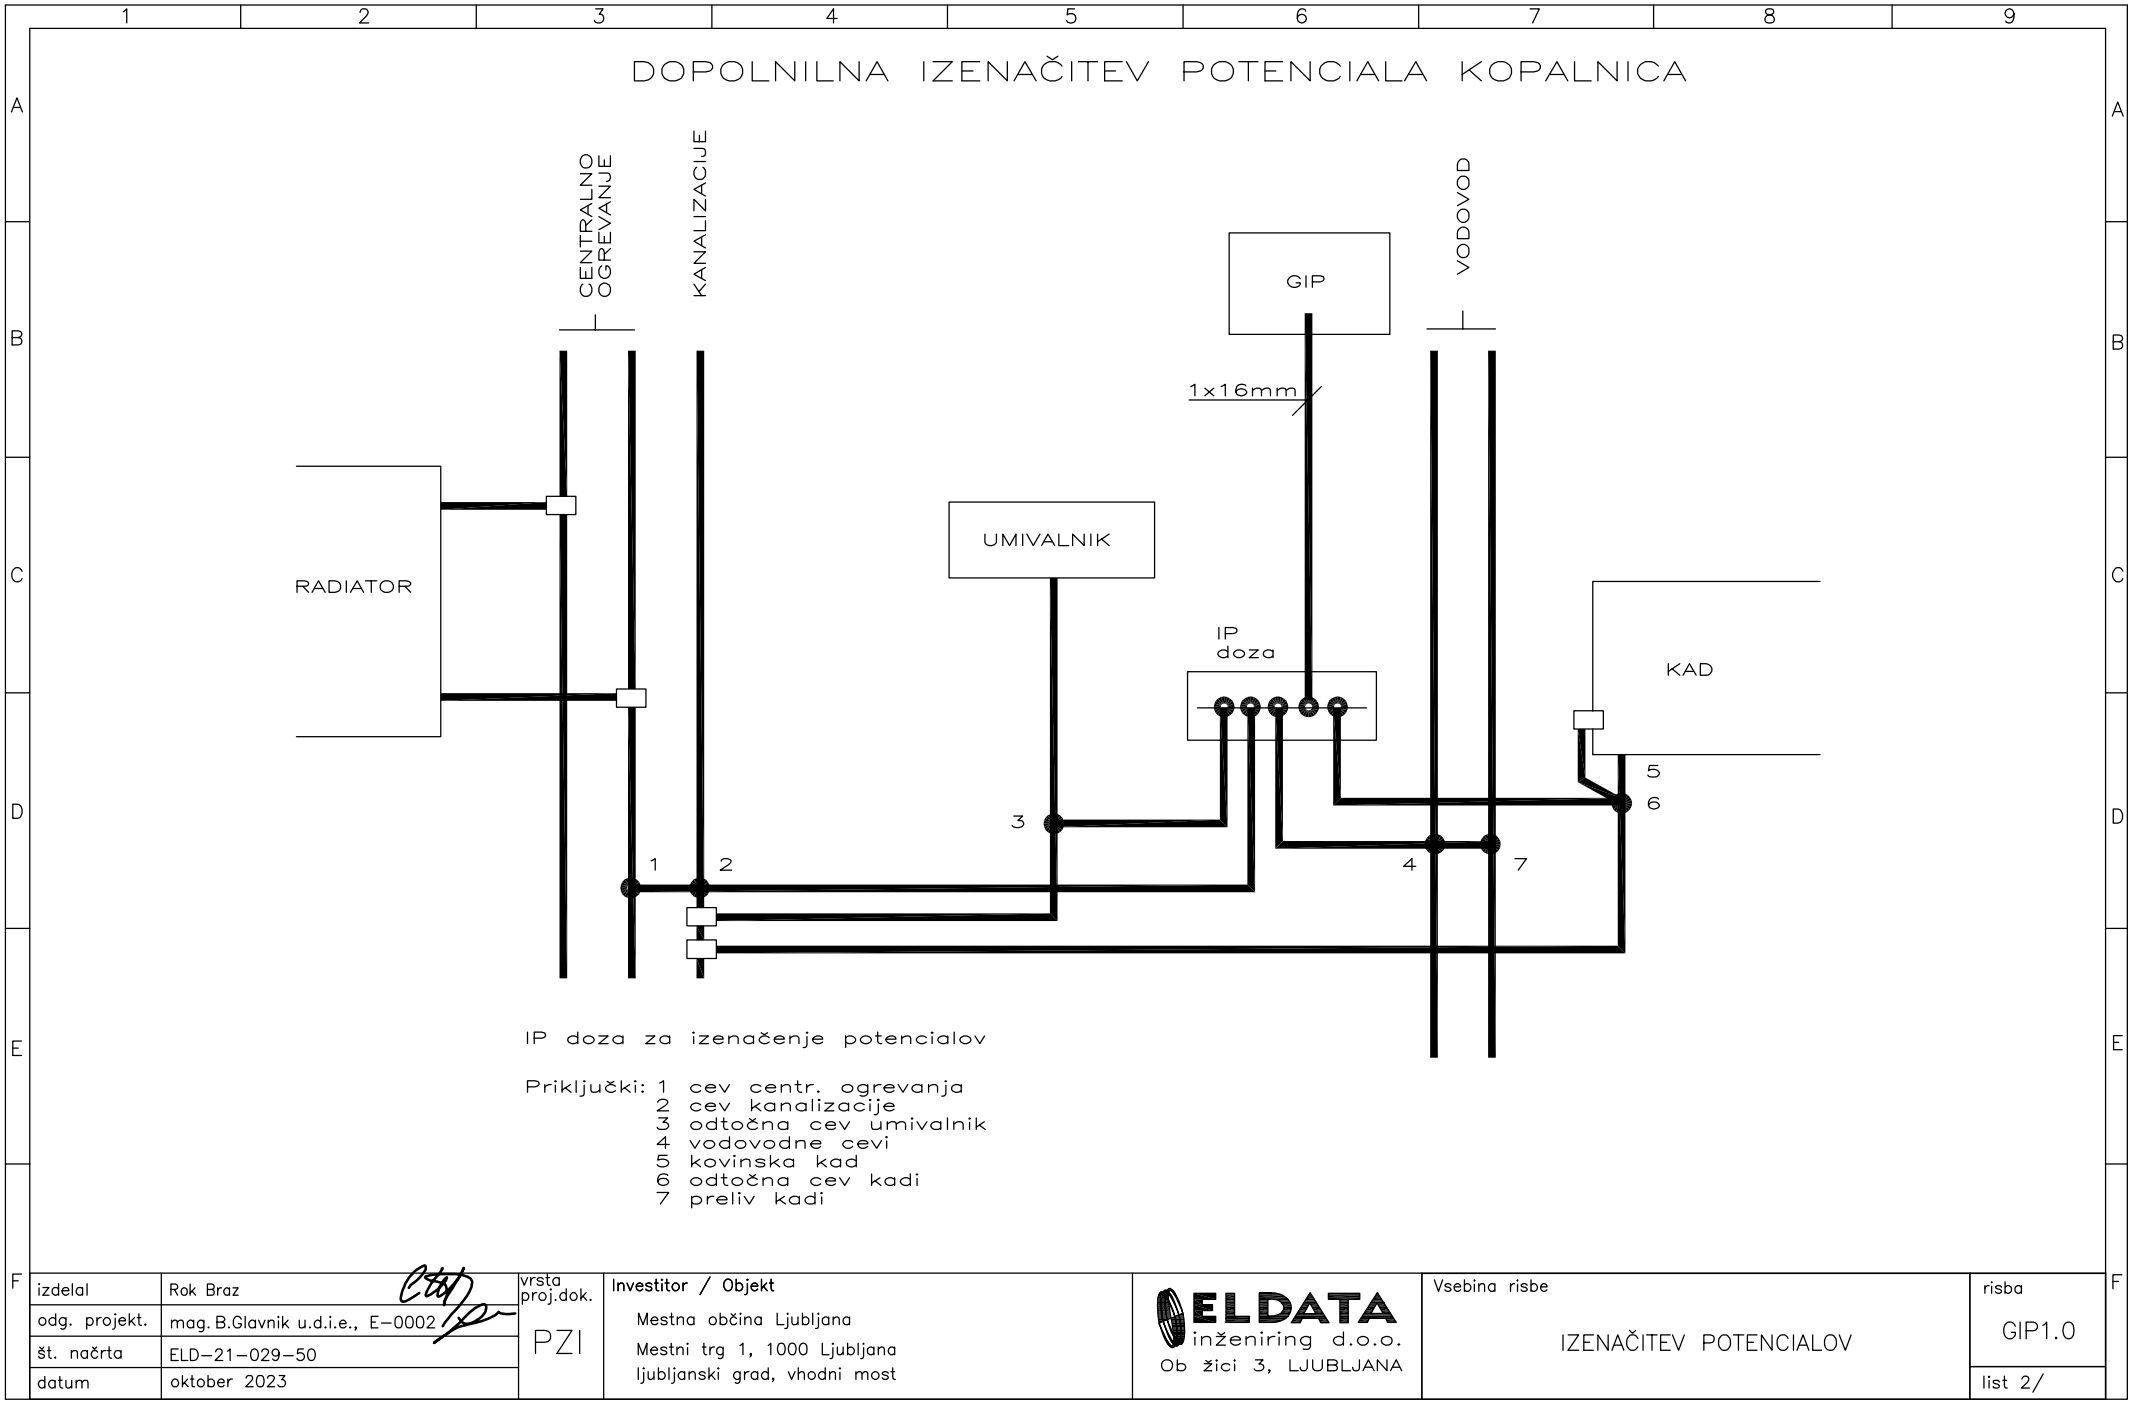 1 2 3 4 5 6 7 8 9
DOPOLNILNA IZENAČITEV POTENCIALA KOPALNICA
A A
CENTRALNO
OGREVANJE
KANALIZACIJE
VODOVOD
GIP
B B
1x16mm
UMIVALNIK
C C
RADIATOR
IP
doza
KAD
5
6
D D
3
1 2
4 7
E E
IP doza za izenačenje potencialov
Priključki: 1 cev centr. ogrevanja
2 cev kanalizacije
3 odtočna cev umivalnik
4 vodovodne cevi
5 kovinska kad
6 odtočna cev kadi
7 preliv kadi
F F
izdelal Rok Braz
odg. projekt. mag. B.Glavnik u.d.i.e., E-0002
št. načrta ELD-21-029-50
datum oktober 2023
vrsta
proj.dok.
PZI
Investitor / Objekt
Mestna občina Ljubljana
Mestni trg 1, 1000 Ljubljana
ljubljanski grad, vhodni most
ELDATA
inženiring d.o.o.
Ob žici 3, LJUBLJANA
Vsebina risbe
IZENAČITEV POTENCIALOV
risba
GIP1.0
list 2/